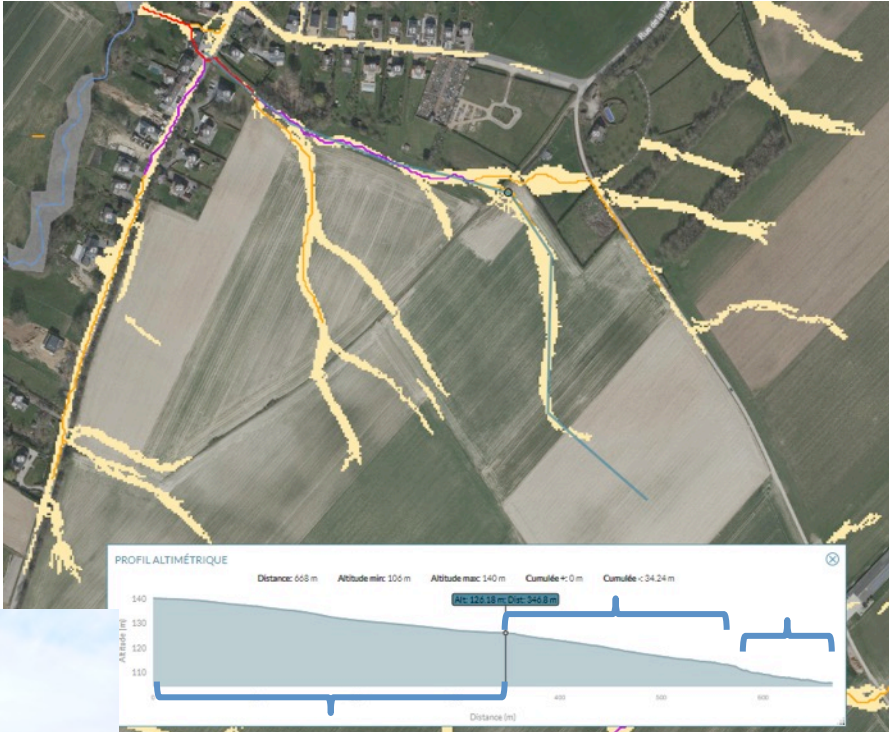 PROFIL ALTIMÉTRIQUE
Distance: 668 m Altitude min: 106 m Altitude max: 140 m Cumulée +: 0 m Cumulée -: 34.24 m
Alt: 126.18 m; Dist: 346.8 m
140
130
120
110
Altitude (m)
0 400 500 600
Distance (m)